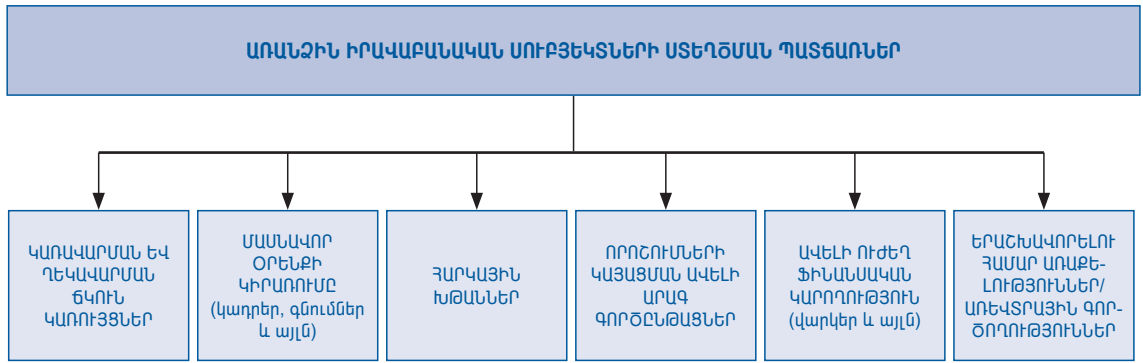 ԱՌԱՆՁԻՆ ԻՐԱՎԱԲԱՆԱԿԱՆ ՍՈՒԲՅԵԿՏՆԵՐԻ ՍՏԵՂԾՄԱՆ ՊԱՏՃԱՌՆԵՐ
ԿԱՌԱՎԱՐՄԱՆ ԵՎ
ՂԵԿԱՎԱՐՄԱՆ
ՃԿՈՒՆ
ԿԱՌՈՒՅՑՆԵՐ
ՄԱՍՆԱՎՈՐ
ՕՐԵՆՔԻ
ԿԻՐԱՌՈՒՄԸ
(կադրեր, գնումներ
և այլն)
ՀԱՐԿԱՅԻՆ
ԽԹԱՆՆԵՐ
ՈՐՈՇՈՒՄՆԵՐԻ
ԿԱՅԱՑՄԱՆ ԱՎԵԼԻ
ԱՐԱԳ
ԳՈՐԾԸՆԹԱՑՆԵՐ
ԱՎԵԼԻ ՈՒԺԵՂ
ՖԻՆԱՆՍԱԿԱՆ
ԿԱՐՈՂՈՒԹՅՈՒՆ
(վարկեր և այլն)
ԵՐԱՇԽԱՎՈՐԵԼՈՒ
ՀԱՄԱՐ ԱՌԱՔԵ-
ԼՈՒԹՅՈՒՆՆԵՐ/
ԱՌԵՎՏՐԱՅԻՆ ԳՈՐ-
ԾՈՂՈՒԹՅՈՒՆՆԵՐ